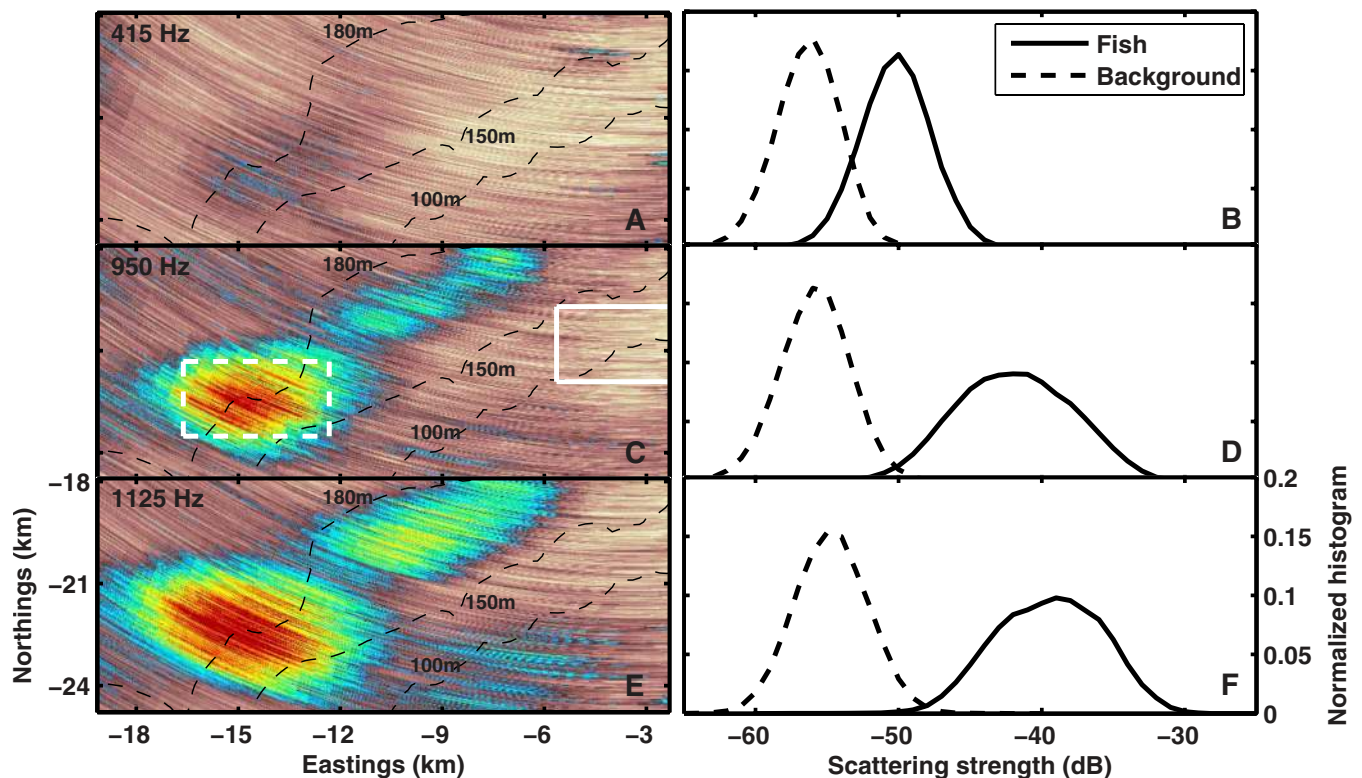 415 Hz
180m
150m
100m
A
Fish
Background
B
950 Hz
180m
150m
100m
C
D
1125 Hz
180m
150m
100m
E
F
−18
−21
−24
Northings (km)
−18 −15 −12 −9 −6 −3
Eastings (km)
0.2
0.15
0.1
0.05
0
Normalized histogram
−60 −50 −40 −30
Scattering strength (dB)